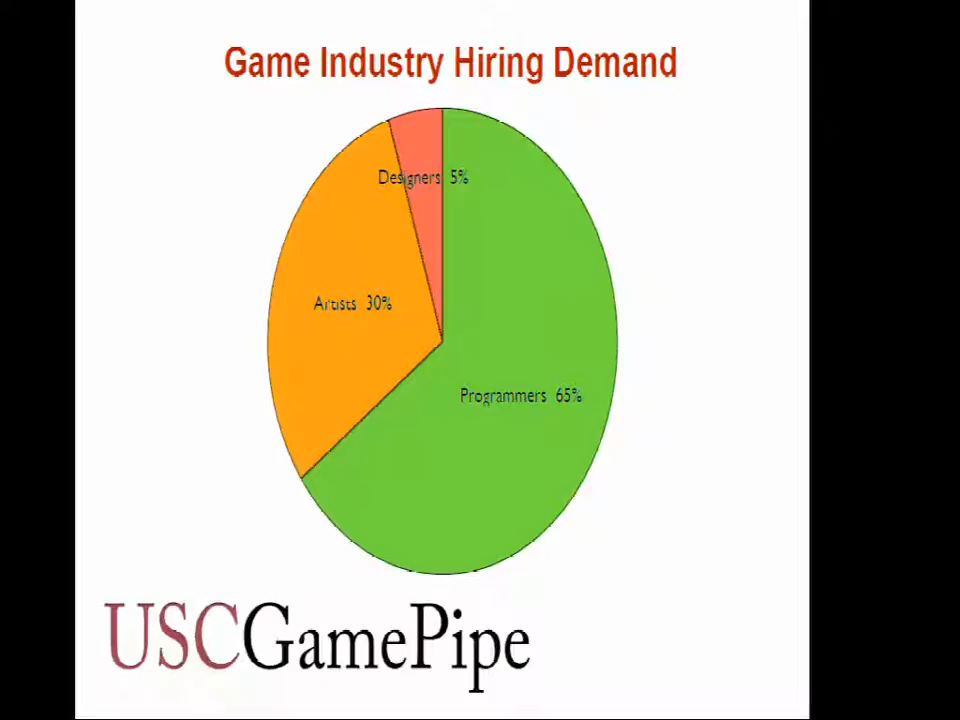 Game Industry Hiring Demand
Designers 5%
Artists 30%
Programmers 65%
USCGamePipe